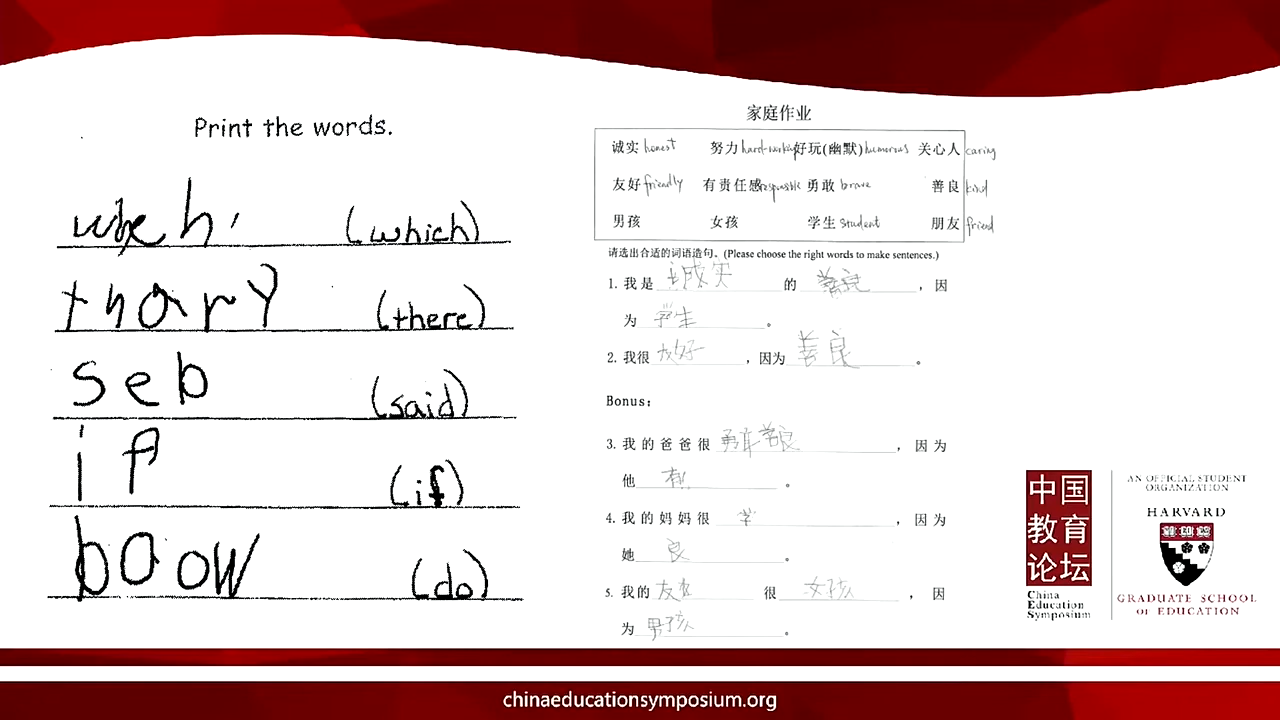 Print the words.
(which)
thary (there)
seb (said)
if (if)
baow (do)
家庭作业
诚实 honest 努力 hard-working 好玩(幽默) humorous 关心人 caring
友好 friendly 有责任感 responsible 勇敢 brave 善良 kind
男孩 女孩 学生 student 朋友 friend
请选出合适的词语造句。(Please choose the right words to make sentences.)
1. 我是 诚实 的 善良 ，因
为 学生 。
2. 我很 友好 ，因为 善良 。
Bonus:
3. 我的爸爸很 善良 ，因为
他 。
4. 我的妈妈很 学 ，因为
她 良 。
5. 我的 很 女孩 ，因
为 男孩 。
中国
教育
论坛
China
Education
Symposium
AN OFFICIAL STUDENT
ORGANIZATION
HARVARD
GRADUATE SCHOOL
OF EDUCATION
chinaeducationsymposium.org